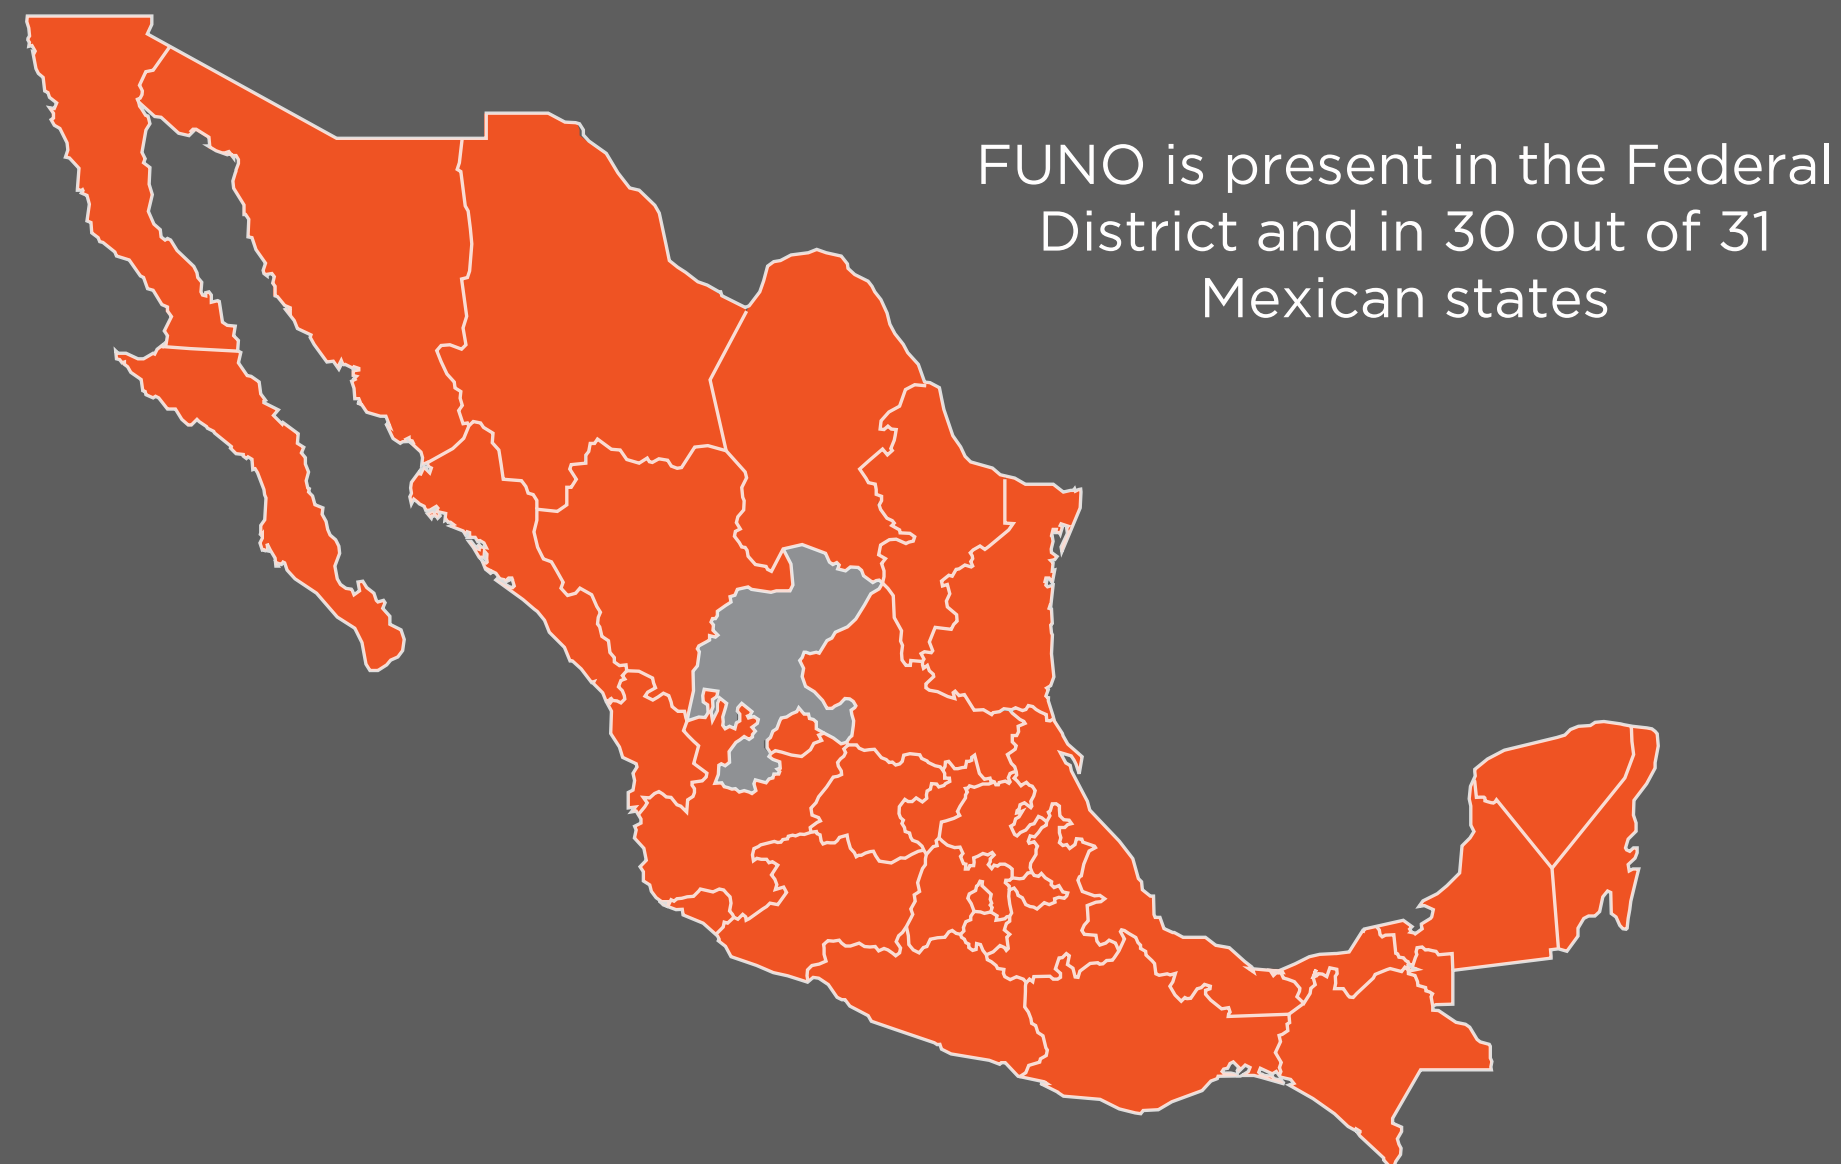 FUNO is present in the Federal
District and in 30 out of 31
Mexican states